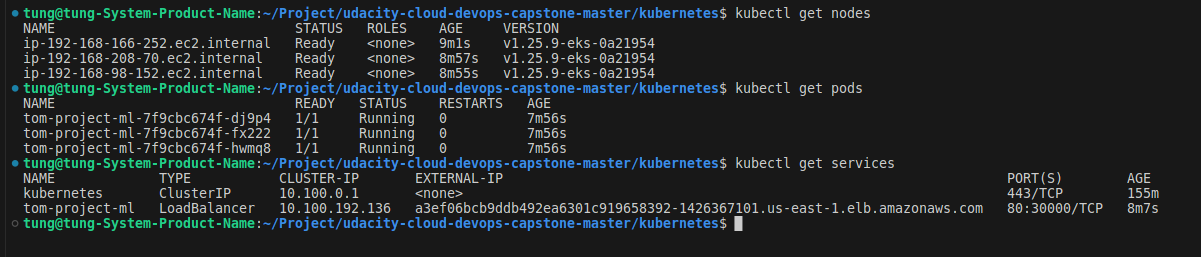 tung@tung-System-Product-Name:~/Project/udacity-cloud-devops-capstone-master/kubernetes$ kubectl get nodes
NAME STATUS ROLES AGE VERSION
ip-192-168-166-252.ec2.internal Ready <none> 9m1s v1.25.9-eks-0a21954
ip-192-168-208-70.ec2.internal Ready <none> 8m57s v1.25.9-eks-0a21954
ip-192-168-98-152.ec2.internal Ready <none> 8m55s v1.25.9-eks-0a21954
tung@tung-System-Product-Name:~/Project/udacity-cloud-devops-capstone-master/kubernetes$ kubectl get pods
NAME READY STATUS RESTARTS AGE
tom-project-ml-7f9cbc674f-dj9p4 1/1 Running 0 7m56s
tom-project-ml-7f9cbc674f-fx222 1/1 Running 0 7m56s
tom-project-ml-7f9cbc674f-hwmq8 1/1 Running 0 7m56s
tung@tung-System-Product-Name:~/Project/udacity-cloud-devops-capstone-master/kubernetes$ kubectl get services
NAME TYPE CLUSTER-IP EXTERNAL-IP PORT(S) AGE
kubernetes ClusterIP 10.100.0.1 <none> 443/TCP 155m
tom-project-ml LoadBalancer 10.100.192.136 a3ef06bcb9ddb492ea6301c919658392-1426367101.us-east-1.elb.amazonaws.com 80:30000/TCP 8m7s
tung@tung-System-Product-Name:~/Project/udacity-cloud-devops-capstone-master/kubernetes$